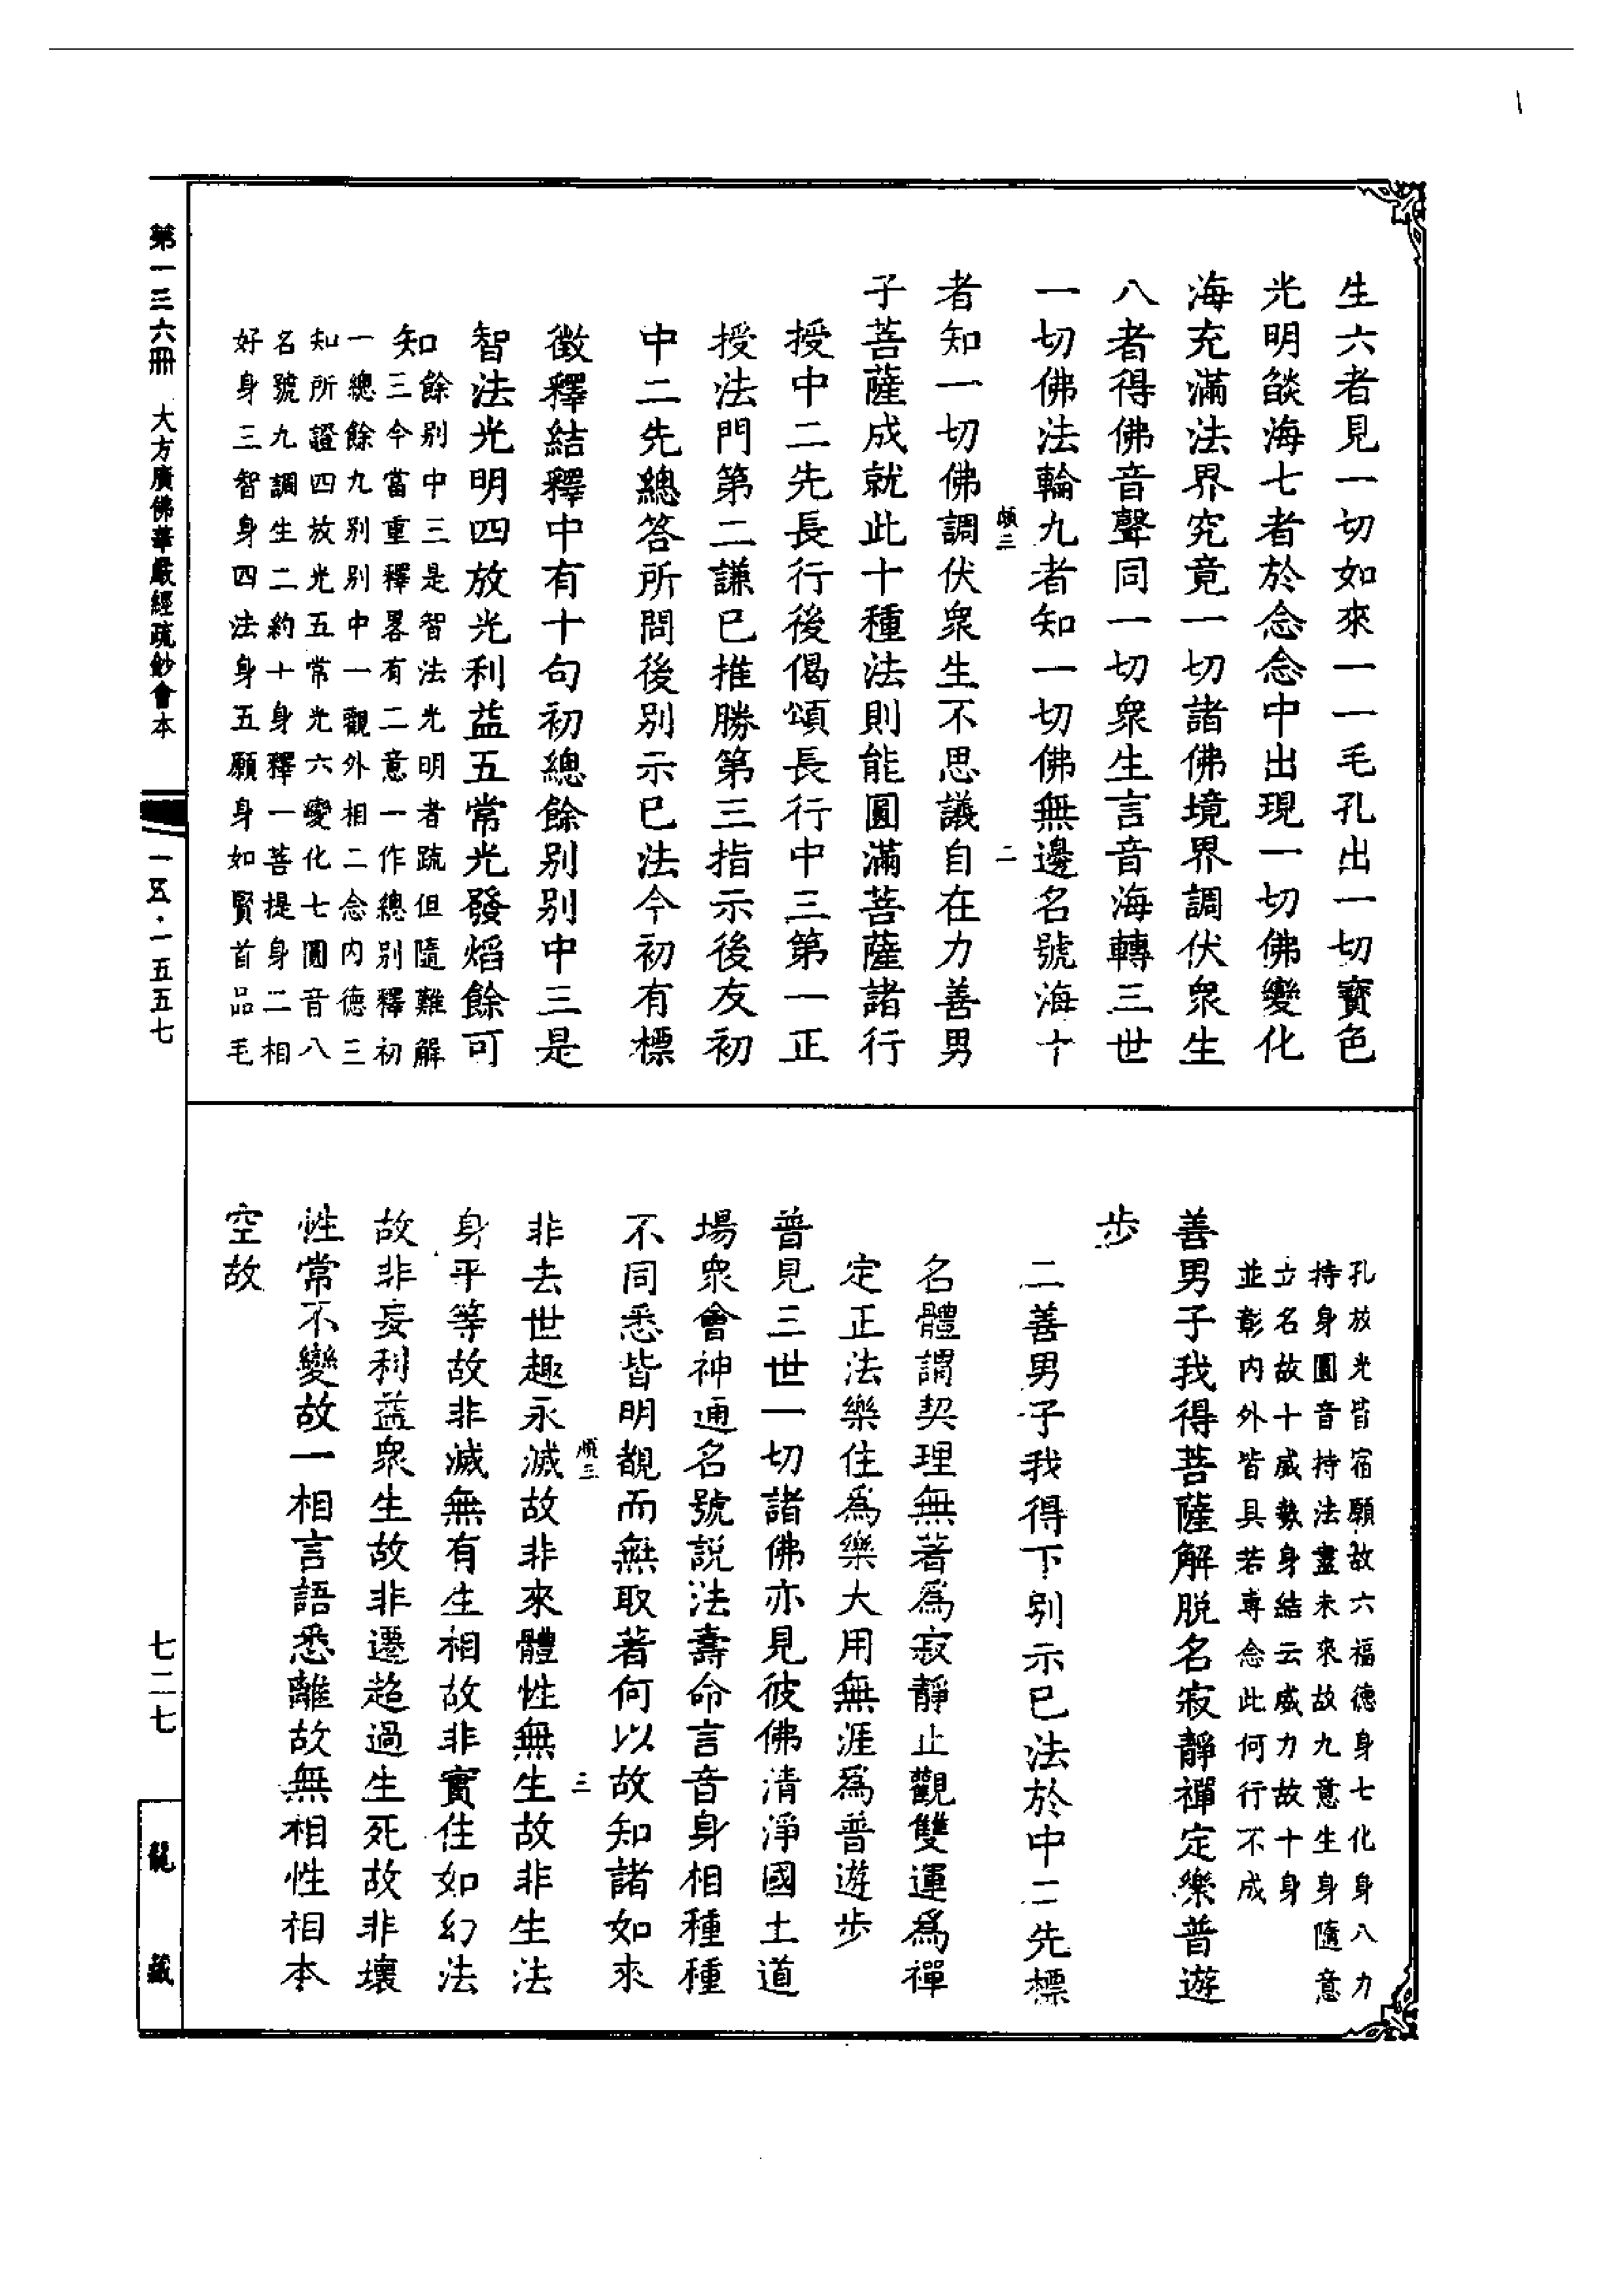 生六者見一切如來一一毛孔出一切寶色
光明𦦨海七者於念念中出現一切佛變化
海充滿法界究竟一切諸佛境界調伏衆生
八者得佛音聲同一切衆生言音海轉三世
一切佛法輪九者知一切佛無邊名號海十
二
者知一切佛調伏衆生不思議自在力善男
子菩薩成就此十種法則能圓滿菩薩諸行
授中二先長行後偈頌長行中三第一正
授法門第二謙已推勝第三指示後友初
中二先總答所問後別示已法今初有標
徵釋結釋中有十句初總餘別別中三是
智法光明四放光利益五常光發焰餘可
知
餘別中三是智法光明者疏但隨難解
三今當重釋畧有二意一作總別釋初
一總餘九別別中一觀外相二念內德三
知所證四放光五常光六變化七圓音八
名號九調生二約十身釋一菩提身二相
好身三智身四法身五願身如賢首品毛
孔放光皆宿願故六福德身七化身八力
持身圓音持法盡未來故九意生身隨意
立名故十威勢身結云威力故十身
並彰內外皆具若專念此何行不成
善男子我得菩薩解脫名寂靜禪定樂普遊
步
二善男子我得下別示已法於中二先標
名體謂契理無著爲寂靜止觀雙運爲禪
定正法樂住爲樂大用無涯爲普遊步
普見三世一切諸佛亦見彼佛清淨國土道
場衆會神通名號說法壽命言音身相種種
不同悉皆明覩而無取著何以故知諸如來
三
非去世趣永滅故非來體性無生故非生法
身平等故非滅無有生相故非實住如幻法
故非妄利益衆生故非遷超過生死故非壞
性常不變故一相言語悉離故無相性相本
空故
第一三六冊 大方廣佛華嚴經疏鈔會本
一五·一五五七
七二七
龍藏